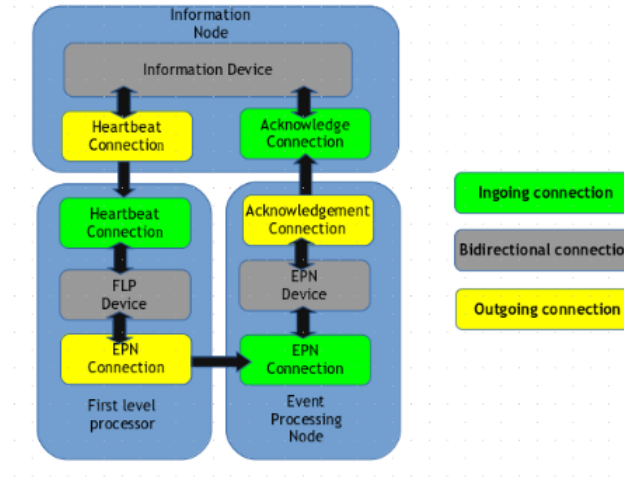 Information
Node
Information Device
Heartbeat
Connection
Acknowledge
Connection
Heartbeat
Connection
FLP
Device
EPN
Connection
First level
processor
Acknowledgement
Connection
EPN
Device
EPN
Connection
Event
Processing
Node
Ingoing connection
Bidirectional connectio
Outgoing connection